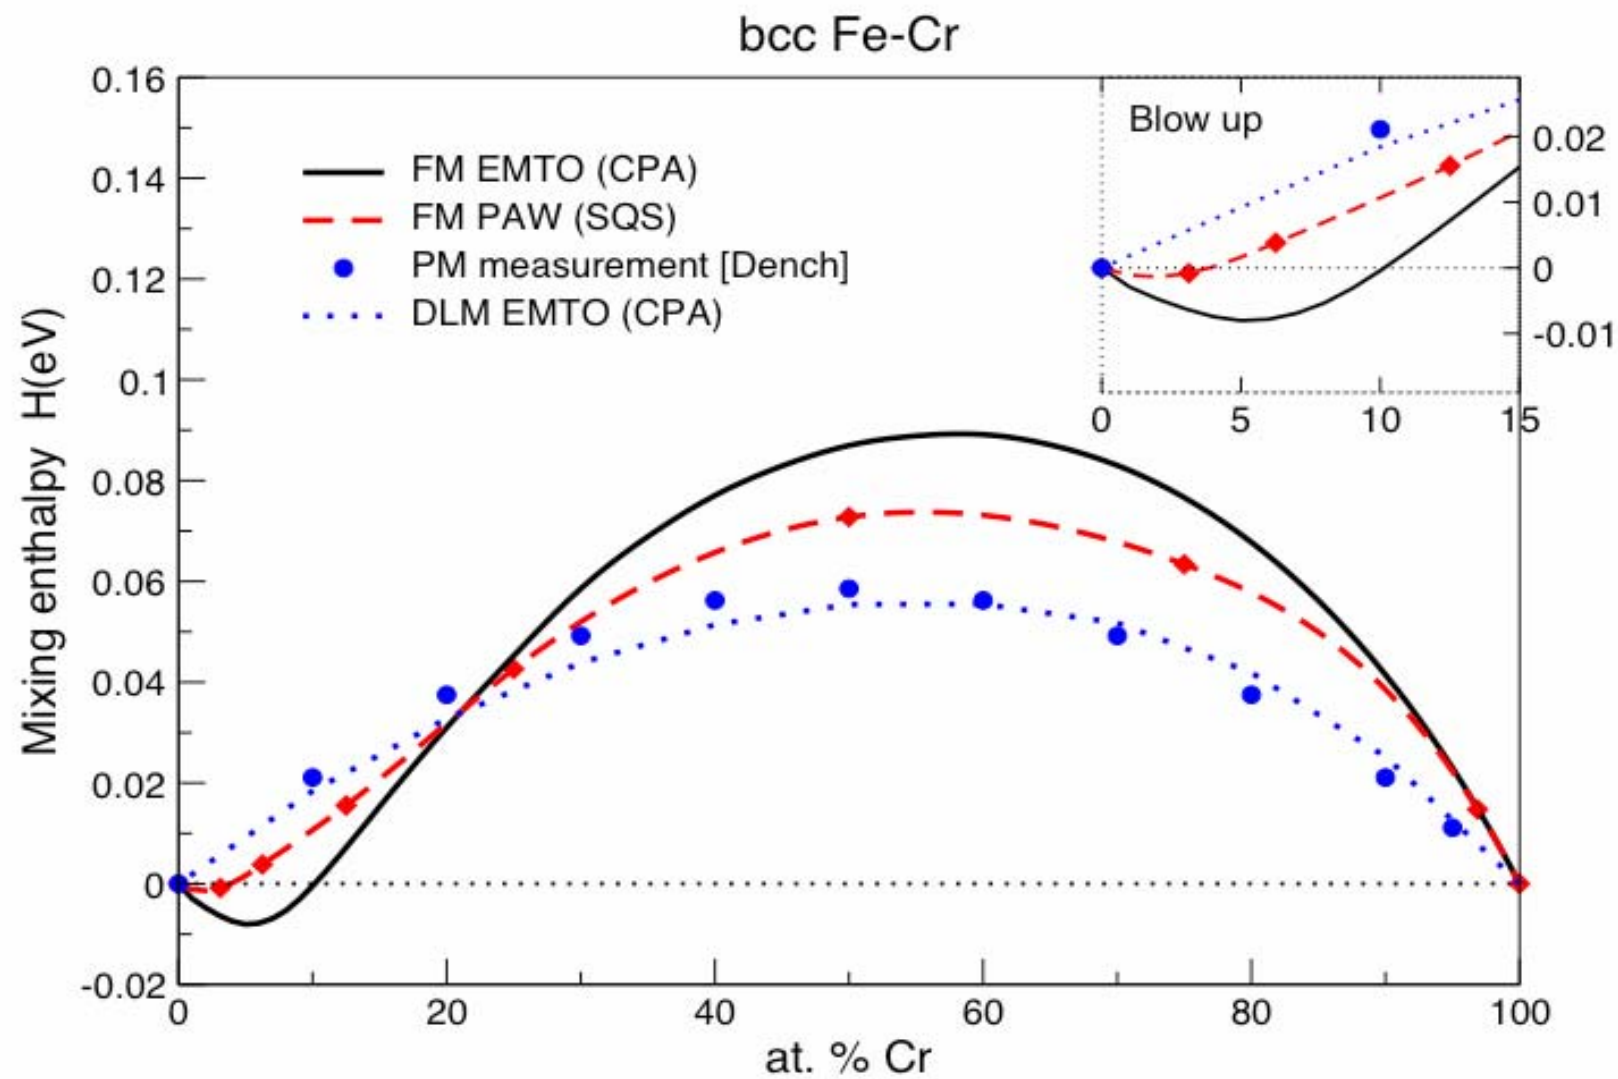 bcc Fe-Cr
0.16
0.14
0.12
0.1
0.08
0.06
0.04
0.02
0
-0.02
Mixing enthalpy H(eV)
FM EMTO (CPA)
FM PAW (SQS)
PM measurement [Dench]
DLM EMTO (CPA)
Blow up
0.02
0.01
0
-0.01
0 5 10 15
0 20 40 60 80 100
at. % Cr